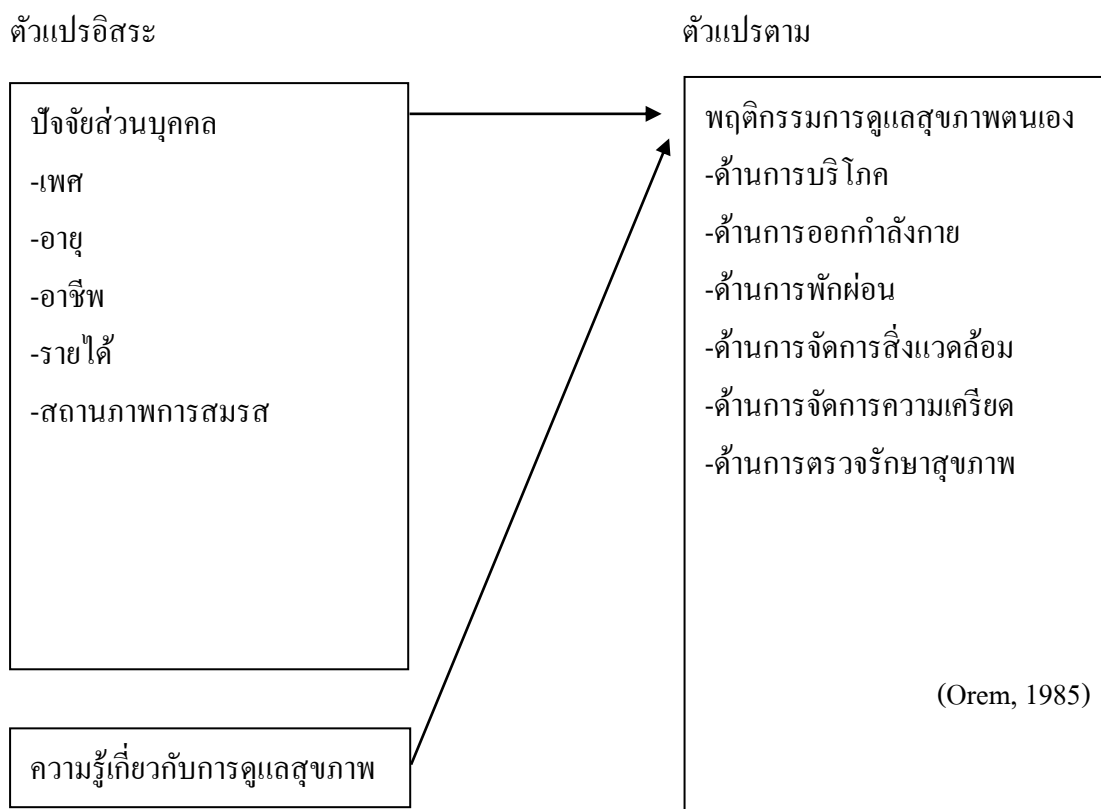 ตัวแปรอิสระ
ปัจจัยส่วนบุคคล
-เพศ
-อายุ
-อาชีพ
-รายได้
-สถานภาพการสมรส
ความรู้เกี่ยวกับการดูแลสุขภาพ
ตัวแปรตาม
พฤติกรรมการดูแลสุขภาพตนเอง
-ด้านการบริโภค
-ด้านการออกกำลังกาย
-ด้านการพักผ่อน
-ด้านการจัดการสิ่งแวดล้อม
-ด้านการจัดการความเครียด
-ด้านการตรวจรักษาสุขภาพ
(Orem, 1985)